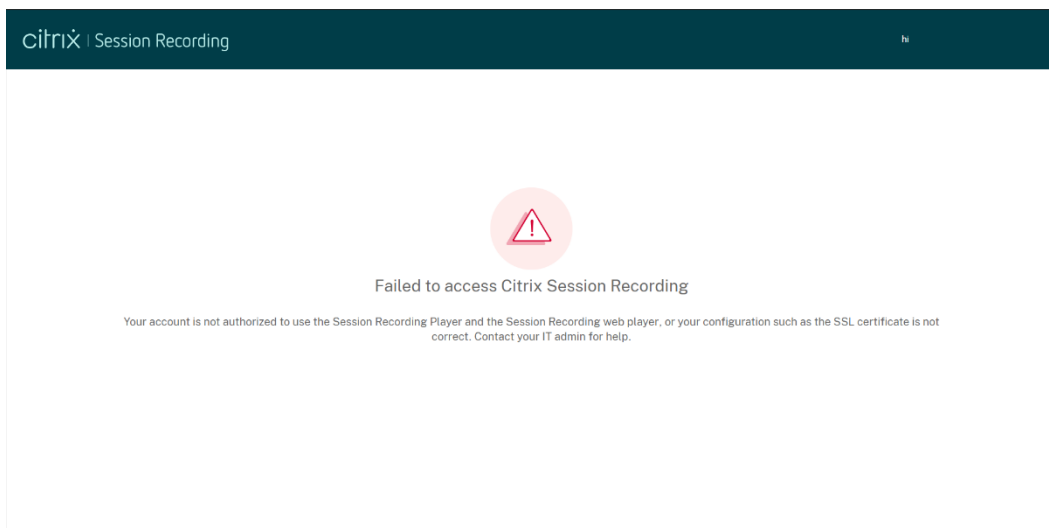 citrix | Session Recording
hi
Failed to access Citrix Session Recording
Your account is not authorized to use the Session Recording Player and the Session Recording web player, or your configuration such as the SSL certificate is not
correct. Contact your IT admin for help.